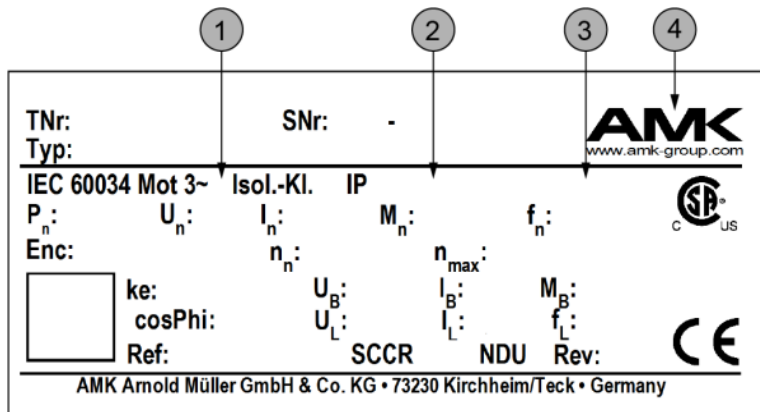 1 2 3 4
TNr: SNr: - AMK
Typ: www.amk-group.com
IEC 60034 Mot 3~ Isol.-Kl. IP
Pn: Un: In: Mn: fn: CSA® C US
Enc: nn: nmax:
ke: UB: IB: MB:
cosPhi: UL: IL: fL: CE
Ref: SCCR NDU Rev:
AMK Arnold Müller GmbH & Co. KG • 73230 Kirchheim/Teck • Germany